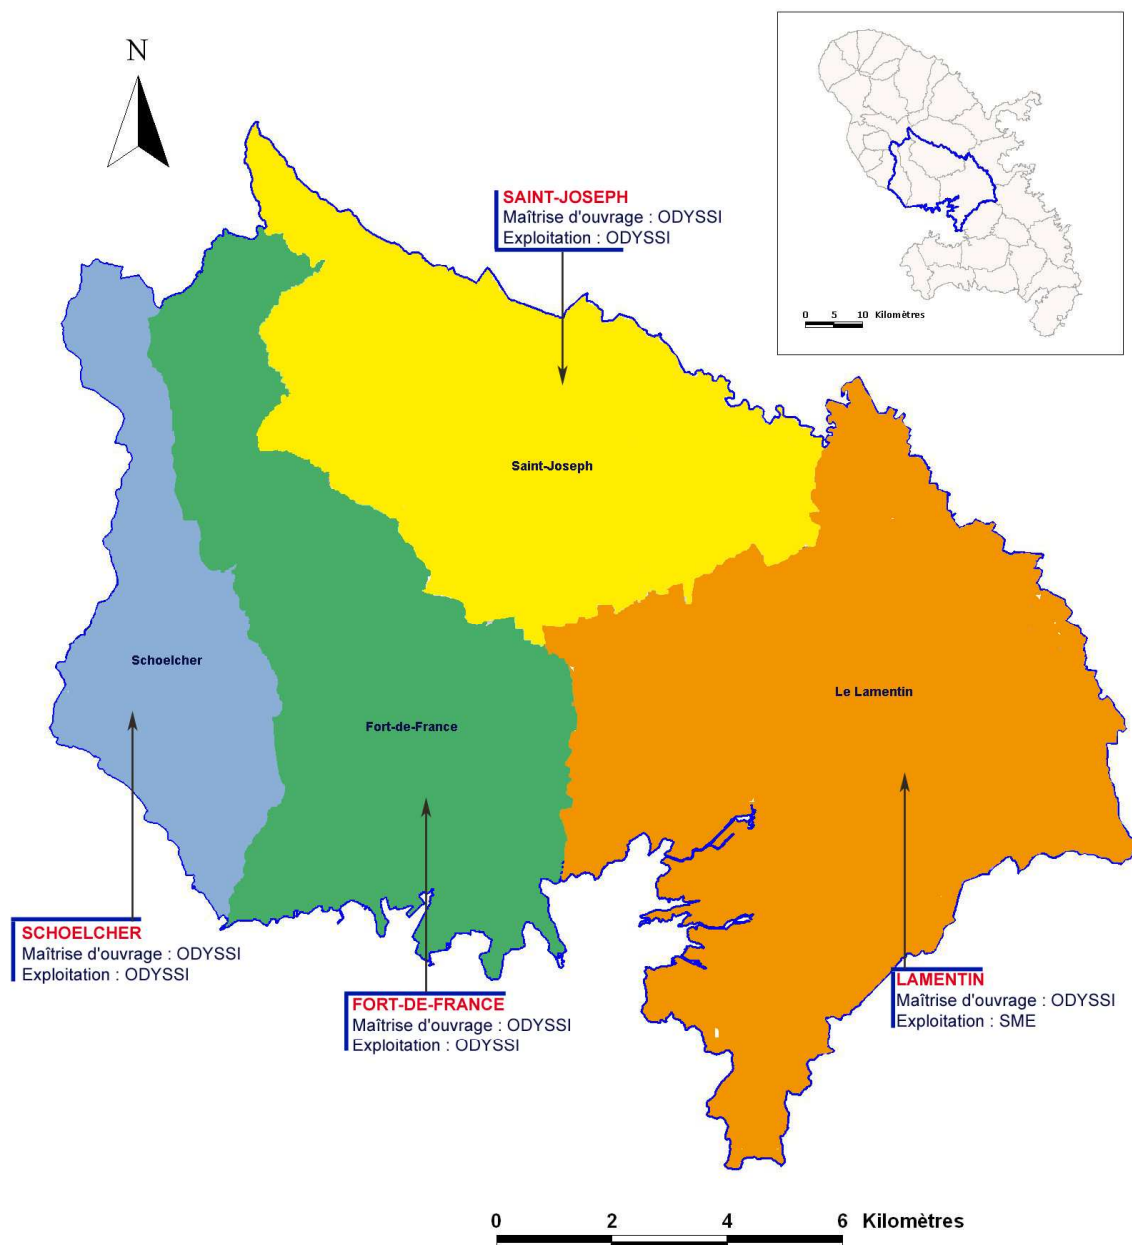 N
SAINT-JOSEPH
Maîtrise d'ouvrage : ODYSSI
Exploitation : ODYSSI
0 5 10 Kilomètres
Saint-Joseph
Schoelcher
Le Lamentin
Fort-de-France
SCHOELCHER
Maîtrise d'ouvrage : ODYSSI
Exploitation : ODYSSI
FORT-DE-FRANCE
Maîtrise d'ouvrage : ODYSSI
Exploitation : ODYSSI
LAMENTIN
Maîtrise d'ouvrage : ODYSSI
Exploitation : SME
0 2 4 6 Kilomètres